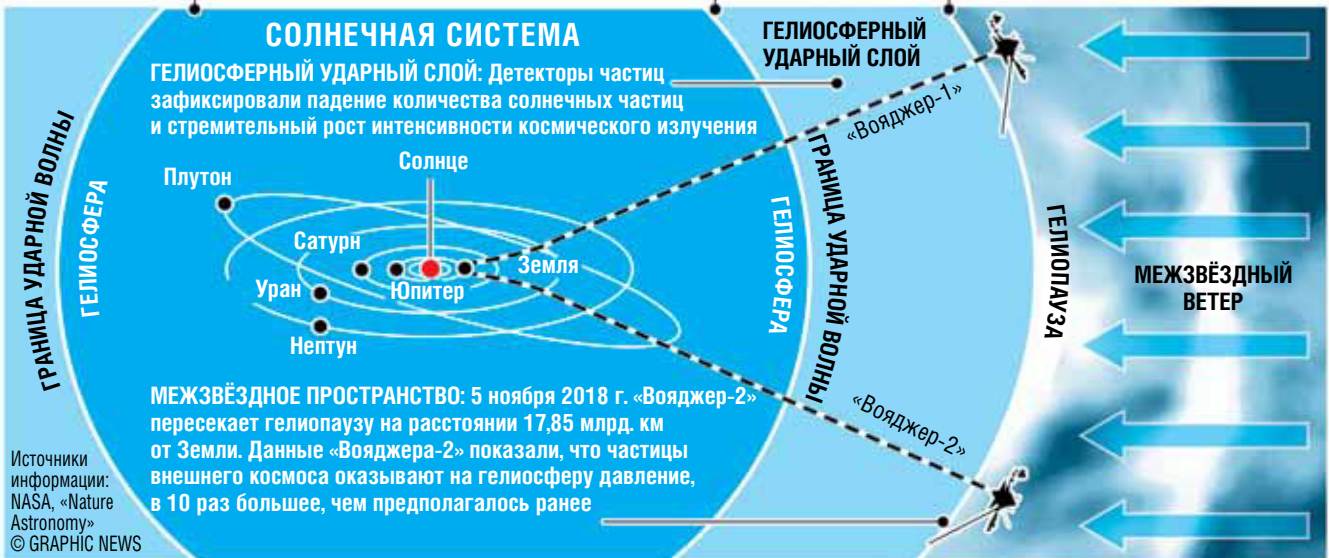 СОЛНЕЧНАЯ СИСТЕМА
ГЕЛИОСФЕРНЫЙ УДАРНЫЙ СЛОЙ: Детекторы частиц
зафиксировали падение количества солнечных частиц
и стремительный рост интенсивности космического излучения
ГЕЛИОСФЕРНЫЙ
УДАРНЫЙ СЛОЙ
«Вояджер-1»
ГРАНИЦА УДАРНОЙ ВОЛНЫ
ГЕЛИОСФЕРА
Плутон
Солнце
Сатурн
Земля
Уран
Юпитер
Нептун
ГЕЛИОСФЕРА
ГРАНИЦА УДАРНОЙ ВОЛНЫ
ГЕЛИОПАУЗА
МЕЖЗВЁЗДНЫЙ
ВЕТЕР
«Вояджер-2»
МЕЖЗВЁЗДНОЕ ПРОСТРАНСТВО: 5 ноября 2018 г. «Вояджер-2»
пересекает гелиопаузу на расстоянии 17,85 млрд. км
от Земли. Данные «Вояджера-2» показали, что частицы
внешнего космоса оказывают на гелиосферу давление,
в 10 раз большее, чем предполагалось ранее
Источники
информации:
NASA, «Nature
Astronomy»
© GRAPHIC NEWS